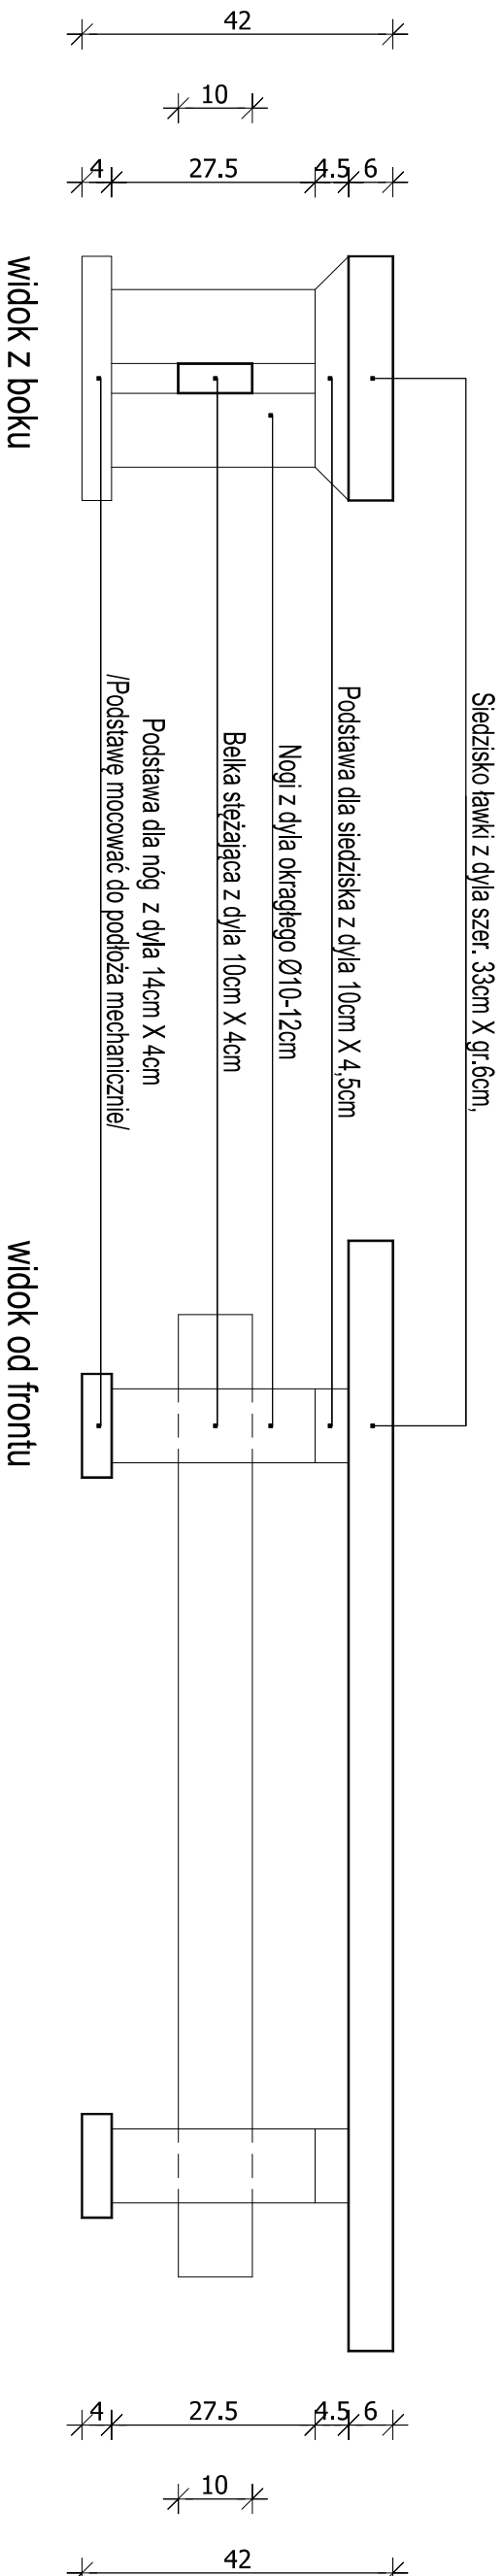 42
10
4 27.5 4.5 6
widok z boku
Siedzisko ławki z dyla szer. 33cm X gr.6cm,
Podstawa dla siedziska z dyla 10cm X 4,5cm
Nogi z dyla okrągłego Ø10-12cm
Belka stężająca z dyla 10cm X 4cm
Podstawa dla nóg z dyla 14cm X 4cm
/Podstawę mocować do podłoża mechanicznie/
widok od frontu
4 27.5 4.5 6
10
42